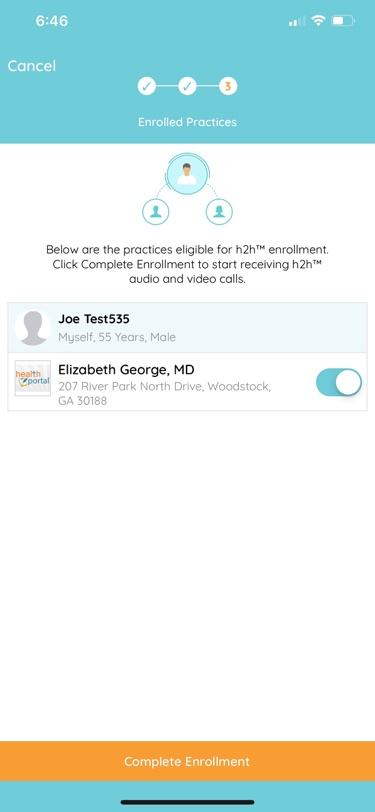 6:46
Cancel
3
Enrolled Practices
Below are the practices eligible for h2h™ enrollment.
Click Complete Enrollment to start receiving h2h™
audio and video calls.
Joe Test535
Myself, 55 Years, Male
health
portal
Elizabeth George, MD
207 River Park North Drive, Woodstock,
GA 30188
Complete Enrollment